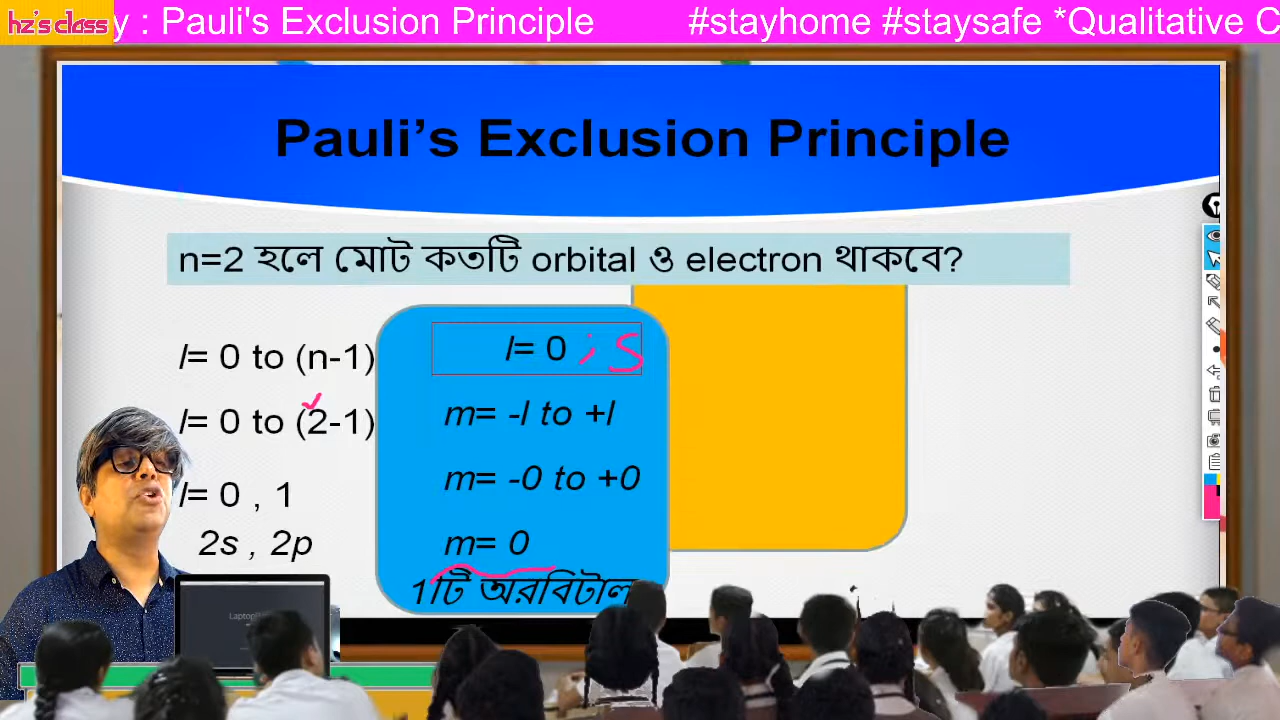 hz's class
y : Pauli's Exclusion Principle #stayhome #staysafe *Qualitative C
Pauli's Exclusion Principle
n=2 হলে মোট কতটি orbital ও electron থাকবে?
l= 0 to (n-1)
l= 0 to (2-1)
l= 0 , 1
2s , 2p
l= 0 ; S
m= -l to +l
m= -0 to +0
m= 0
1টি অরবিটাল